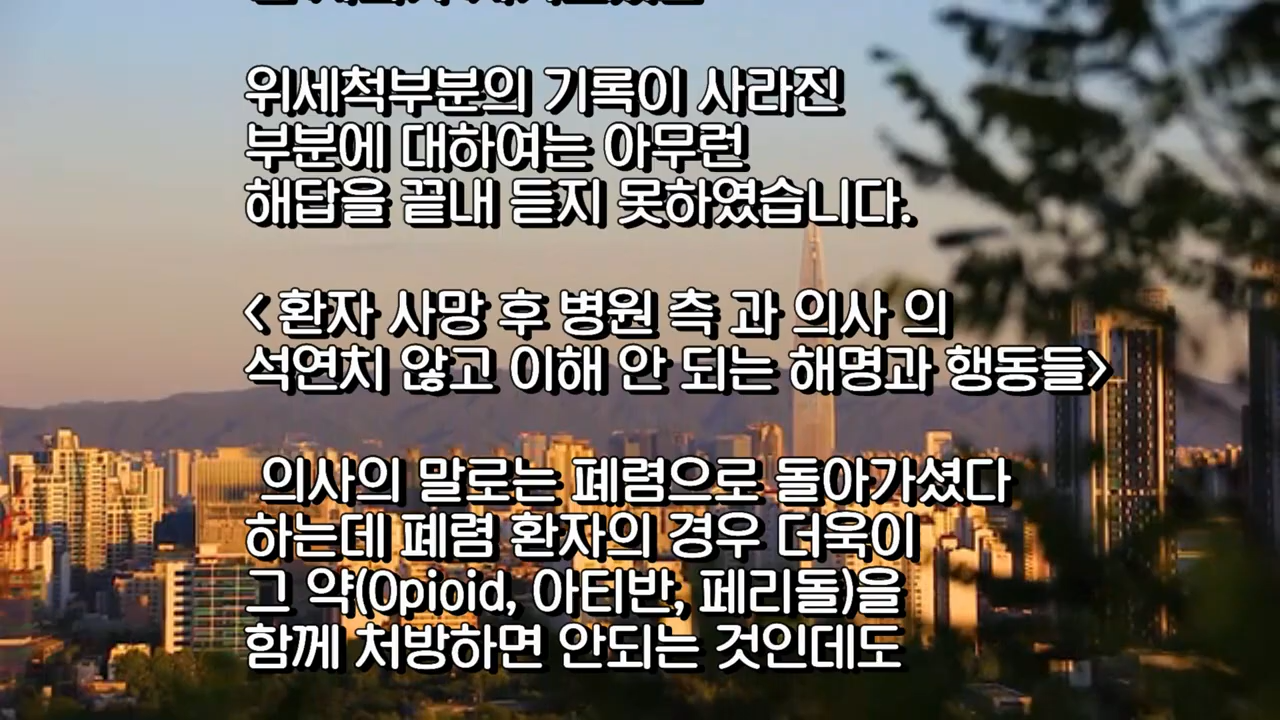 위세척부분의 기록이 사라진
부분에 대하여는 아무런
해답을 끝내 듣지 못하였습니다.
< 환자 사망 후 병원 측 과 의사 의
석연치 않고 이해 안 되는 해명과 행동들>
의사의 말로는 폐렴으로 돌아가셨다
하는데 폐렴 환자의 경우 더욱이
그 약(Opioid, 아티반, 페리돌)을
함께 처방하면 안되는 것인데도